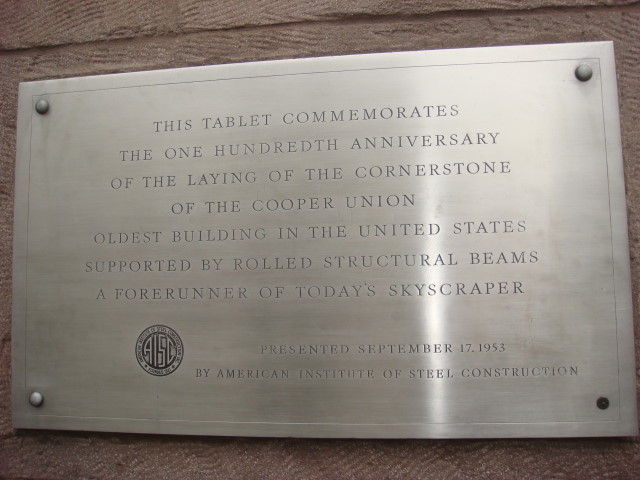 THIS TABLET COMMEMORATES
THE ONE HUNDREDTH ANNIVERSARY
OF THE LAYING OF THE CORNERSTONE
OF THE COOPER UNION
OLDEST BUILDING IN THE UNITED STATES
SUPPORTED BY ROLLED STRUCTURAL BEAMS
A FORERUNNER OF TODAY'S SKYSCRAPER
AISC
PRESENTED SEPTEMBER 17, 1953
BY AMERICAN INSTITUTE OF STEEL CONSTRUCTION